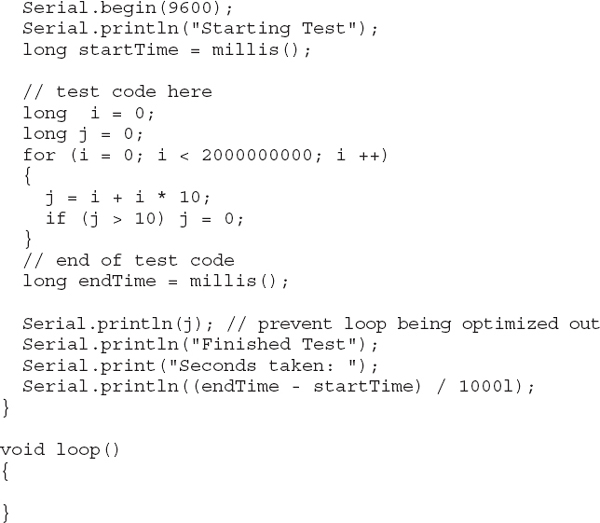 Serial.begin(9600);
Serial.println("Starting Test");
long startTime = millis();
// test code here
long  i = 0;
long j = 0;
for (i = 0; i < 2000000000; i ++)
{
j = i + i * 10;
if (j > 10) j = 0;
}
// end of test code
long endTime = millis();
Serial.println(j); // prevent loop being optimized out
Serial.println("Finished Test");
Serial.print("Seconds taken: ");
Serial.println((endTime - startTime) / 1000l);
}
void loop()
{
}